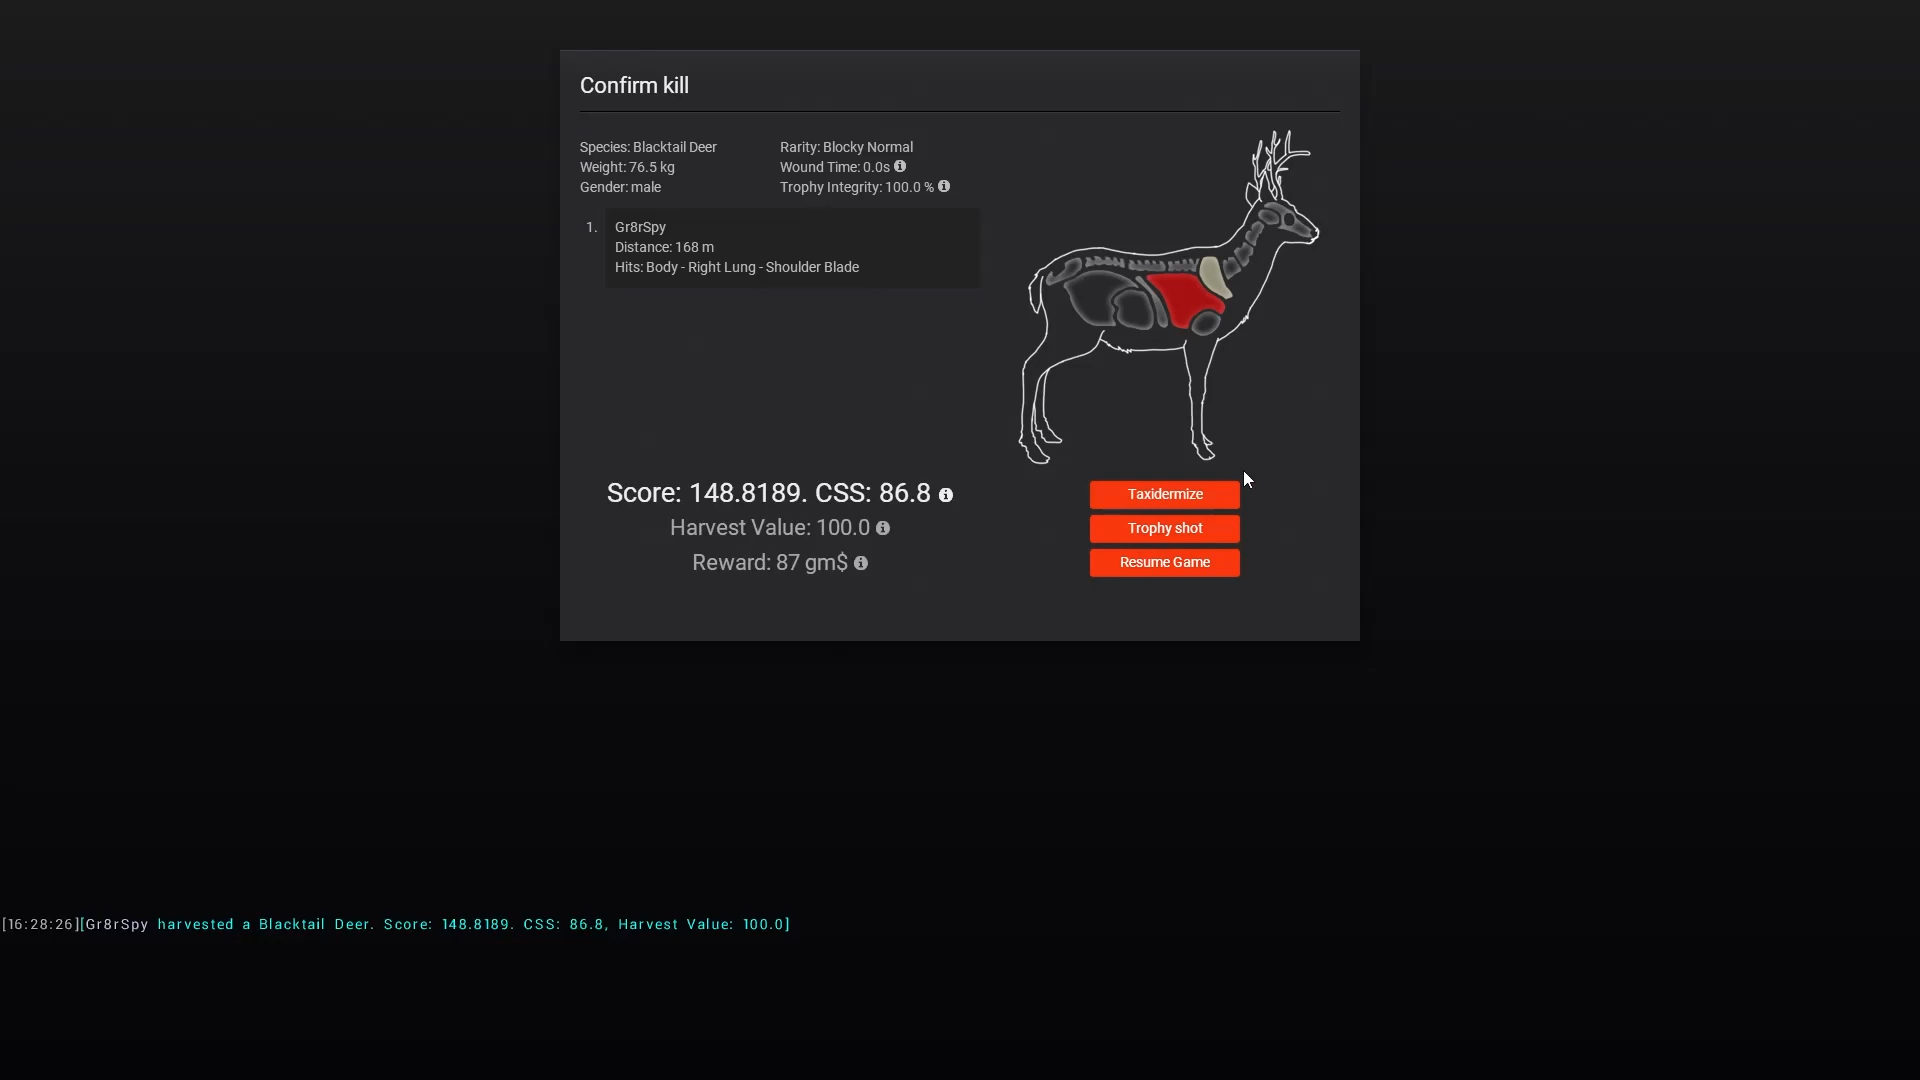 Confirm kill
Species: Blacktail Deer
Weight: 76.5 kg
Gender: male
Rarity: Blocky Normal
Wound Time: 0.0s
Trophy Integrity: 100.0 %
1. Gr8rSpy
Distance: 168 m
Hits: Body - Right Lung - Shoulder Blade
Score: 148.8189. CSS: 86.8
Harvest Value: 100.0
Reward: 87 gm$
Taxidermize
Trophy shot
Resume Game
[16:28:26][Gr8rSpy harvested a Blacktail Deer. Score: 148.8189. CSS: 86.8, Harvest Value: 100.0]